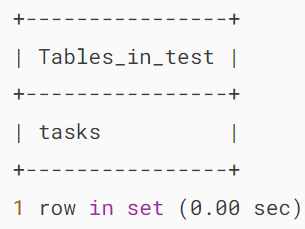 +----------------+
| Tables_in_test |
+----------------+
| tasks          |
+----------------+
1 row in set (0.00 sec)